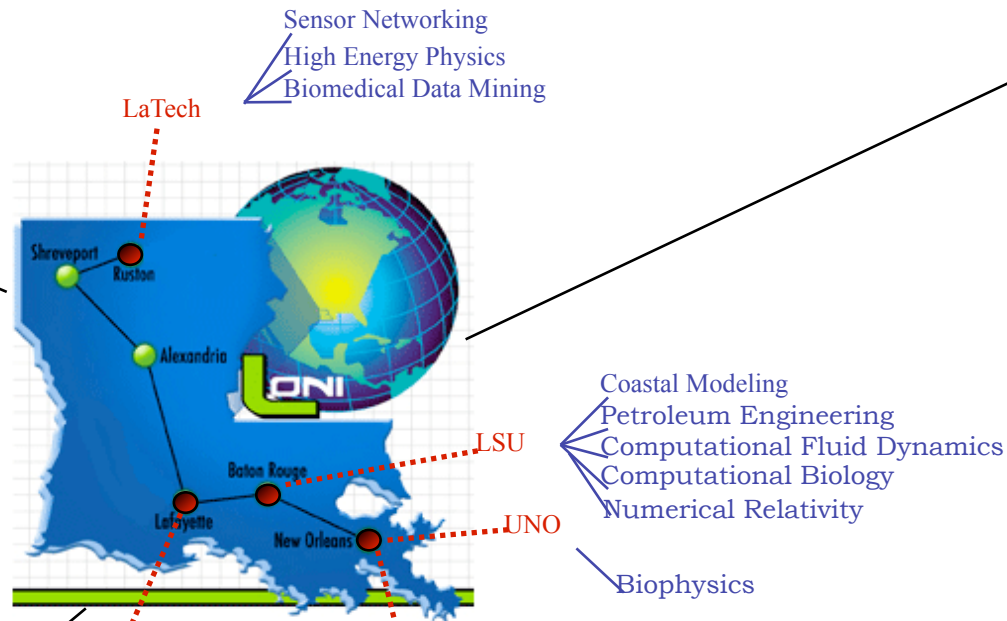 Sensor Networking
High Energy Physics
Biomedical Data Mining
LaTech
Shreveport
Ruston
Alexandria
LONI
Coastal Modeling
Petroleum Engineering
LSU
Computational Fluid Dynamics
Baton Rouge
Computational Biology
Numerical Relativity
Lafayette
UNO
New Orleans
Biophysics